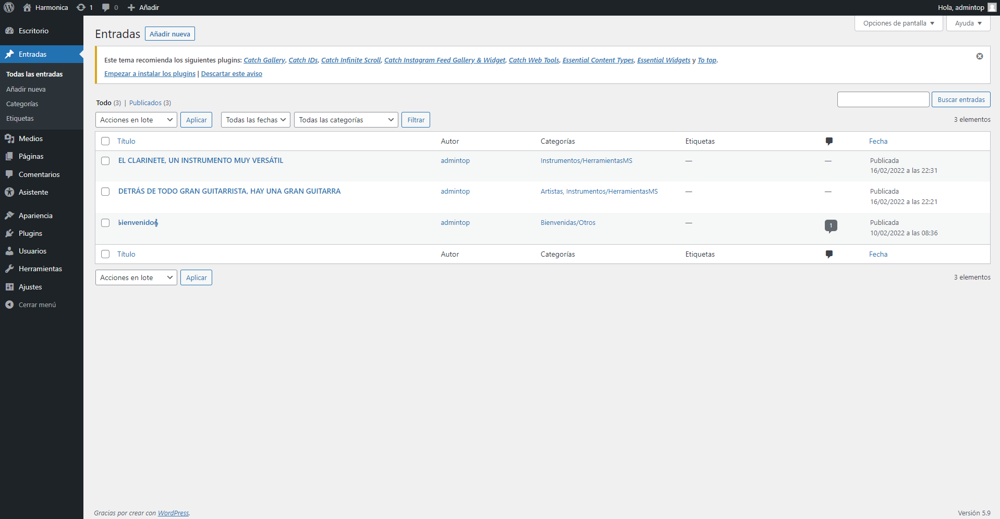 Harmonica 1 0 Añadir Hola, admintop
Escritorio
Entradas
Todas las entradas
Añadir nueva
Categorías
Etiquetas
Medios
Páginas
Comentarios
Asistente
Apariencia
Plugins
Usuarios
Herramientas
Ajustes
Cerrar menú
Opciones de pantalla Ayuda
Entradas Añadir nueva
Este tema recomienda los siguientes plugins: Catch Gallery, Catch IDs, Catch Infinite Scroll, Catch Instagram Feed Gallery & Widget, Catch Web Tools, Essential Content Types, Essential Widgets y To top.
Empezar a instalar los plugins | Descartar este aviso
Todo (3) | Publicados (3) Buscar entradas
Acciones en lote Aplicar Todas las fechas Todas las categorías Filtrar 3 elementos
Título Autor Categorías Etiquetas Fecha
EL CLARINETE, UN INSTRUMENTO MUY VERSÁTIL admintop Instrumentos/HerramientasMS — — Publicada
16/02/2022 a las 22:31
DETRÁS DE TODO GRAN GUITARRISTA, HAY UNA GRAN GUITARRA admintop Artistas, Instrumentos/HerramientasMS — — Publicada
16/02/2022 a las 22:21
♭ienvenido𝄞 admintop Bienvenidas/Otros — 1 Publicada
10/02/2022 a las 08:36
Título Autor Categorías Etiquetas Fecha
Acciones en lote Aplicar 3 elementos
Gracias por crear con WordPress. Versión 5.9